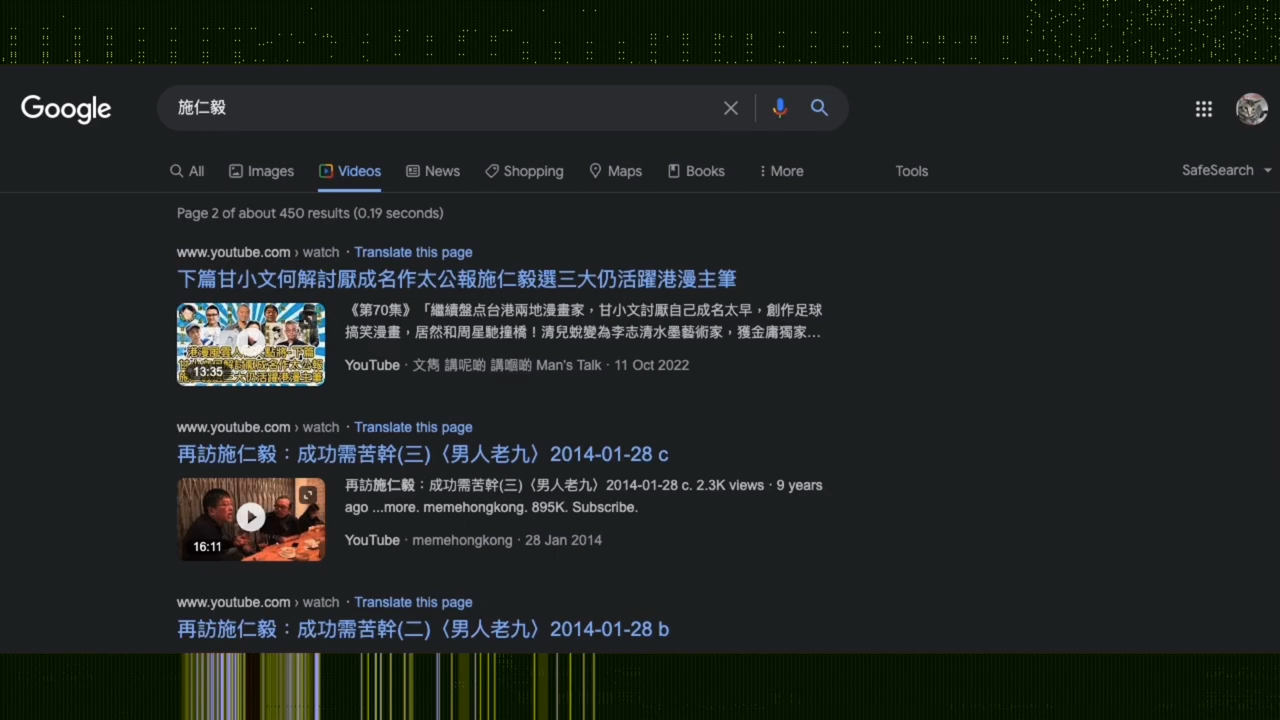 Google
施仁毅
All Images Videos News Shopping Maps Books More Tools SafeSearch
Page 2 of about 450 results (0.19 seconds)
www.youtube.com › watch · Translate this page
下篇甘小文何解討厭成名作太公報施仁毅選三大仍活躍港漫主筆
13:35
《第70集》「繼續盤点台港兩地漫畫家，甘小文討厭自己成名太早，創作足球
搞笑漫畫，居然和周星馳撞橋！清兒蛻變為李志清水墨藝術家，獲金庸獨家...
YouTube · 文雋 講呢啲 講嗰啲 Man's Talk · 11 Oct 2022
www.youtube.com › watch · Translate this page
再訪施仁毅：成功需苦幹(三)〈男人老九〉2014-01-28 c
16:11
再訪施仁毅：成功需苦幹(三)〈男人老九〉2014-01-28 c. 2.3K views · 9 years
ago ...more. memehongkong. 895K. Subscribe.
YouTube · memehongkong · 28 Jan 2014
www.youtube.com › watch · Translate this page
再訪施仁毅：成功需苦幹(二)〈男人老九〉2014-01-28 b